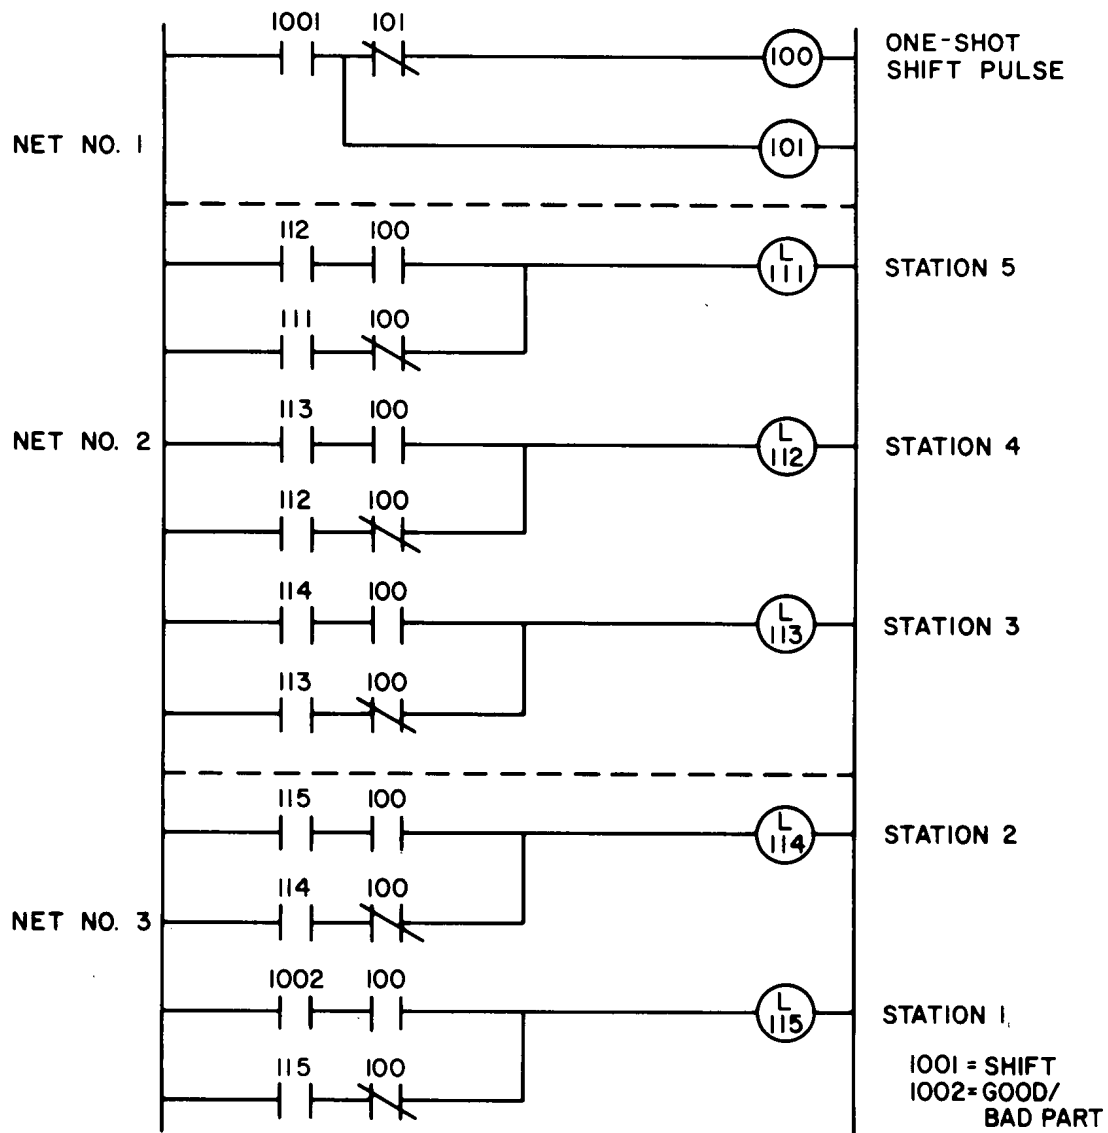 1001 101
100 ONE-SHOT
SHIFT PULSE
NET NO. 1
101
112 100
L
111
STATION 5
111 100
113 100
NET NO. 2
L
112
STATION 4
112 100
114 100
L
113
STATION 3
113 100
115 100
L
114
STATION 2
114 100
NET NO. 3
1002 100
L
115
STATION 1
115 100
1001 = SHIFT
1002 = GOOD/
BAD PART